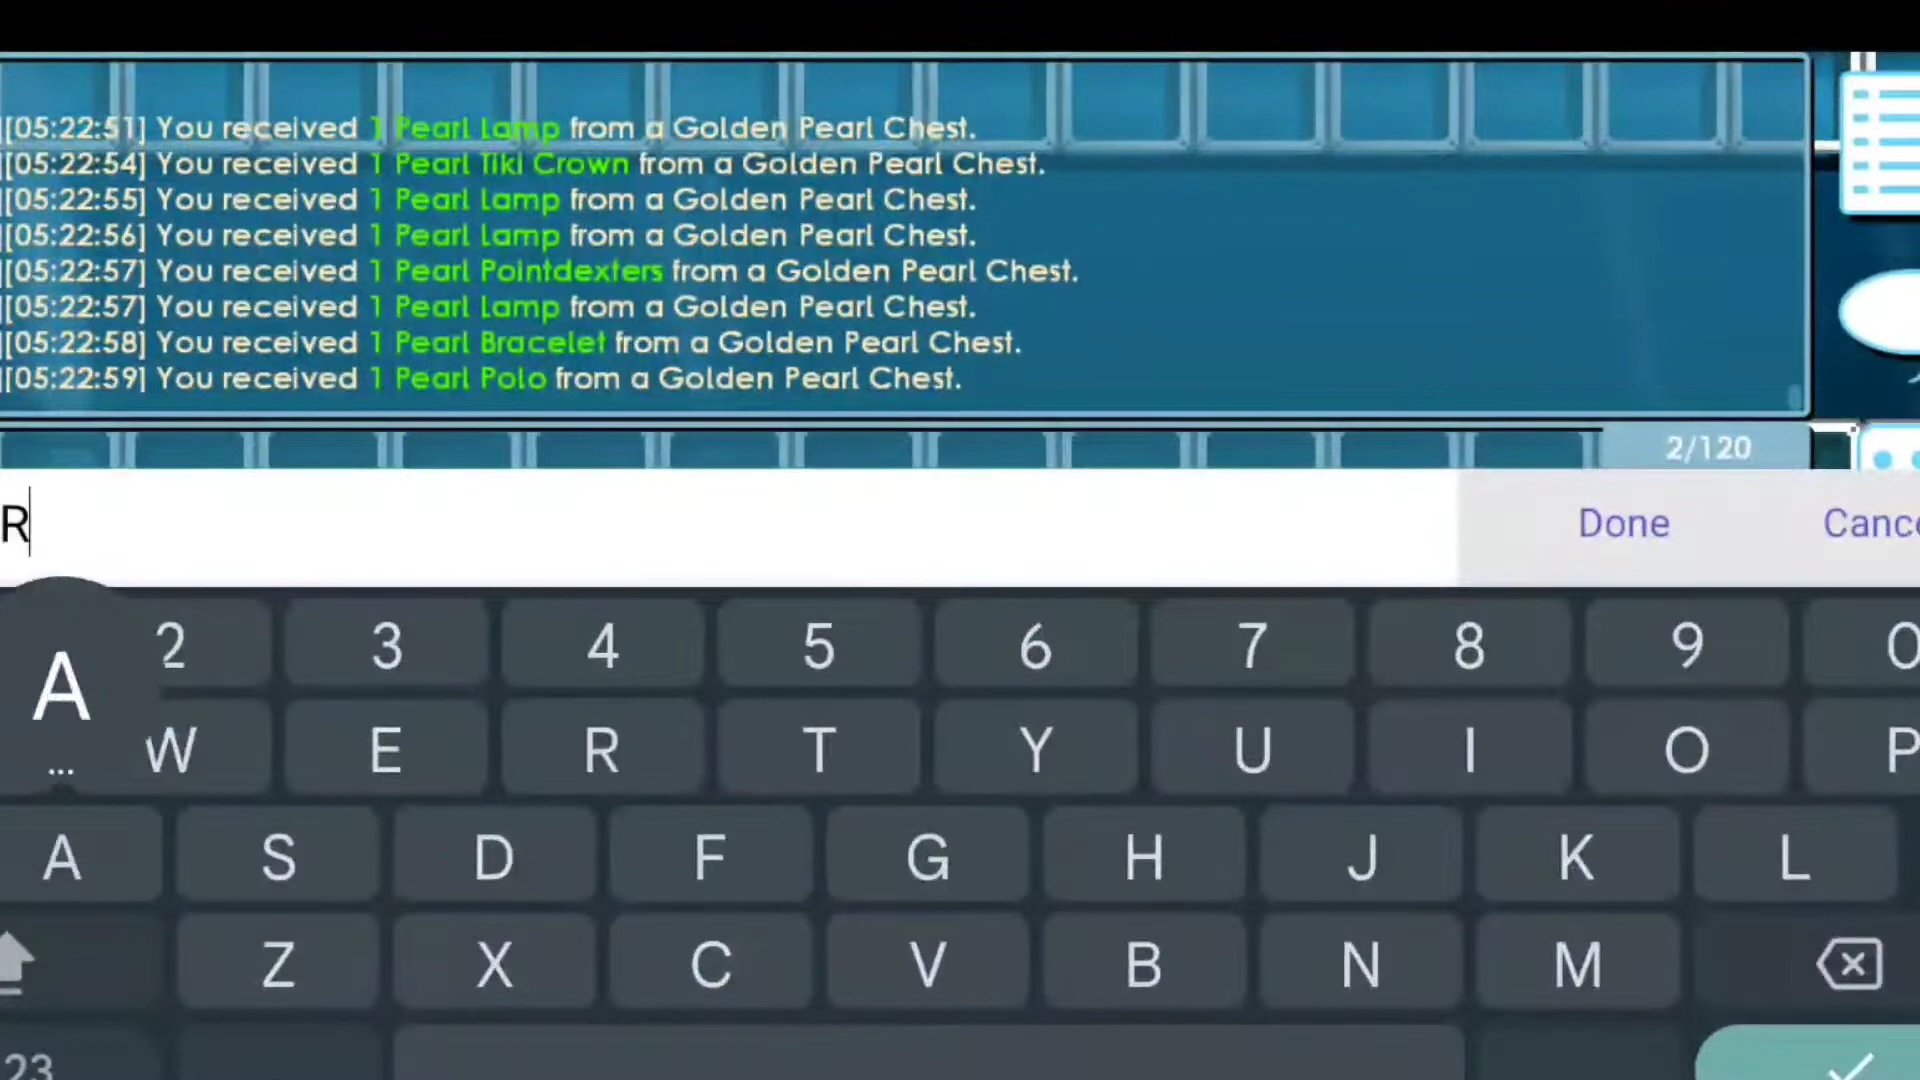 [05:22:51] You received 1 Pearl Lamp from a Golden Pearl Chest.
[05:22:54] You received 1 Pearl Tiki Crown from a Golden Pearl Chest.
[05:22:55] You received 1 Pearl Lamp from a Golden Pearl Chest.
[05:22:56] You received 1 Pearl Lamp from a Golden Pearl Chest.
[05:22:57] You received 1 Pearl Pointdexters from a Golden Pearl Chest.
[05:22:57] You received 1 Pearl Lamp from a Golden Pearl Chest.
[05:22:58] You received 1 Pearl Bracelet from a Golden Pearl Chest.
[05:22:59] You received 1 Pearl Polo from a Golden Pearl Chest.
2/120
R Done Cance
2 3 4 5 6 7 8 9 0
A
...
W E R T Y U I O P
A S D F G H J K L
Z X C V B N M
23